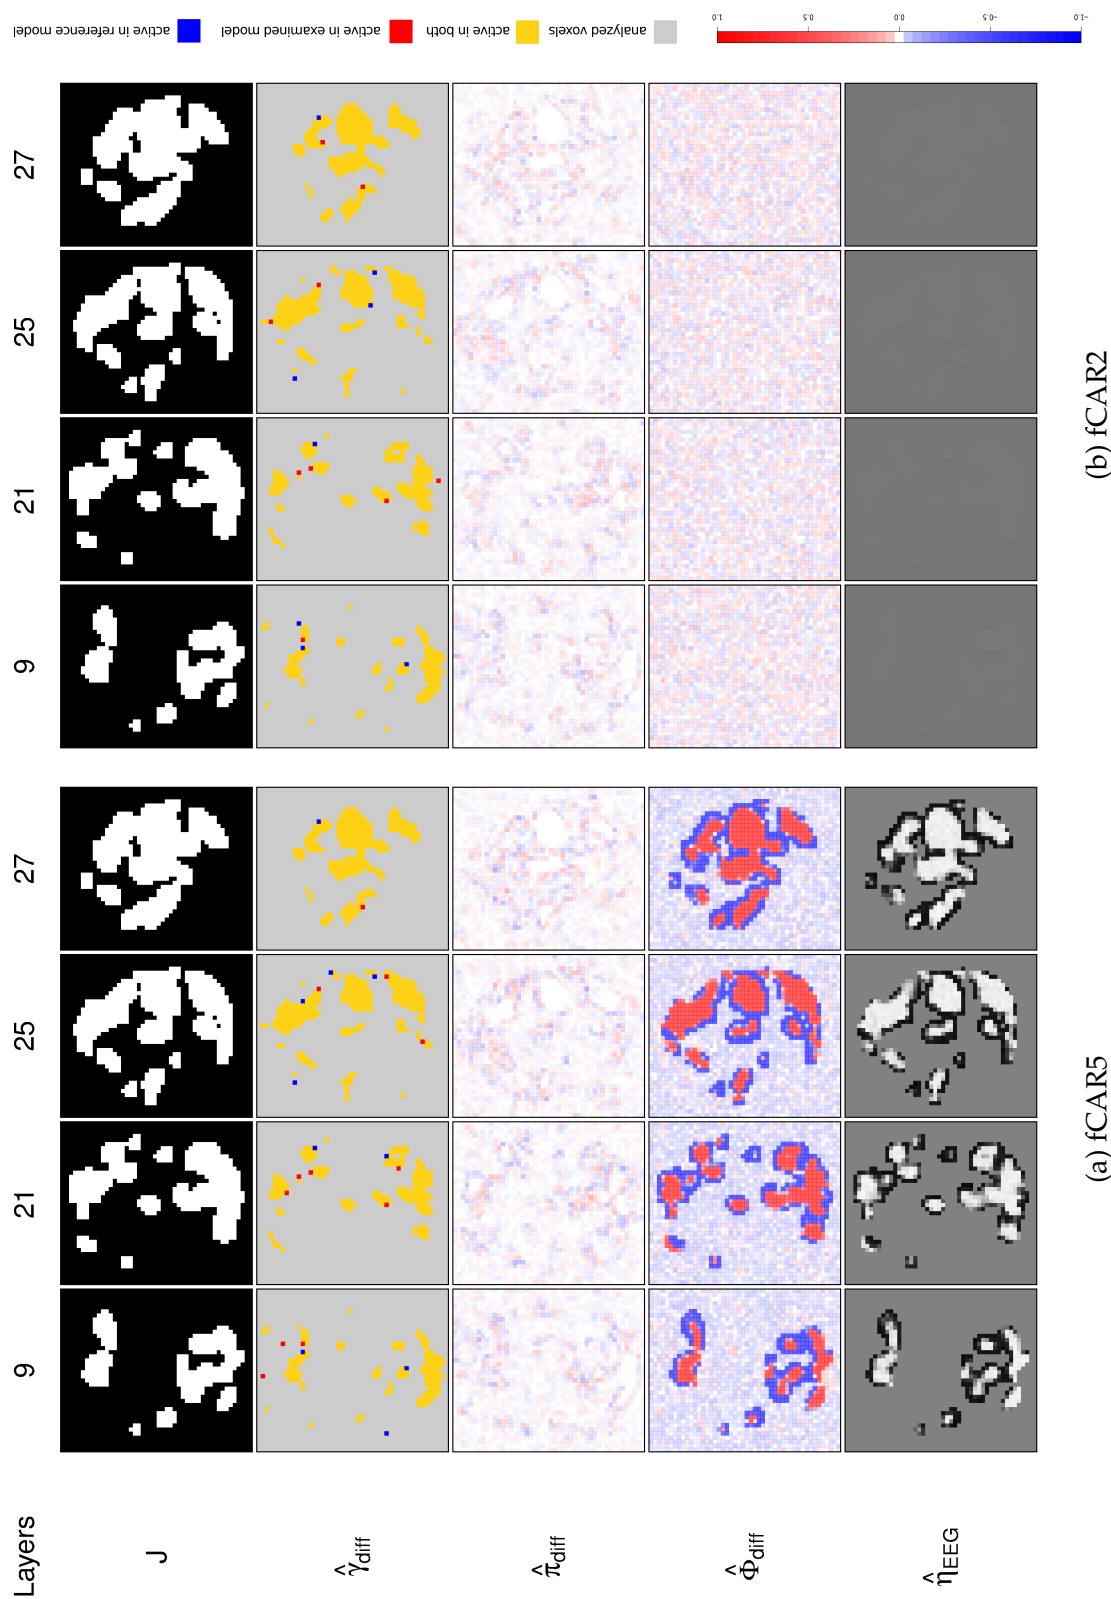 Layers 9 21 25 27 9 21 25 27
J
γ̂diff
π̂diff
Φ̂diff
η̂EEG
(a) fCAR5
(b) fCAR2
active in reference model
active in examined model
active in both
analyzed voxels
1.0 0.5 0.0 −0.5 −1.0